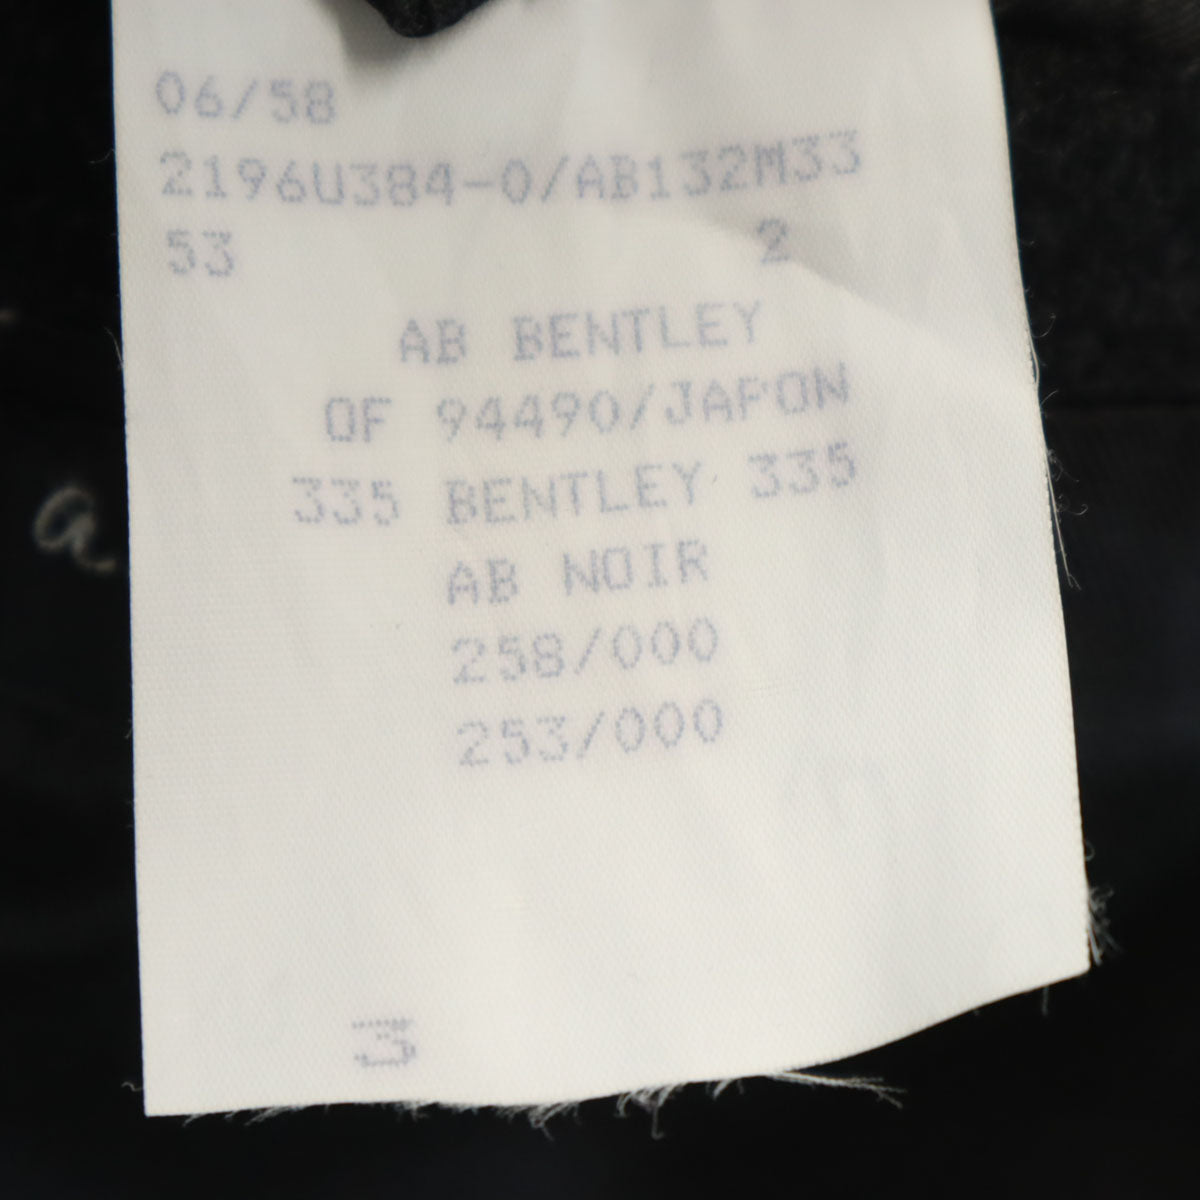 06/58
2196U384-0/AB132M33
53 2
AB BENTLEY
OF 94490/JAPON
335 BENTLEY 335
AB NOIR
258/000
253/000
3
a